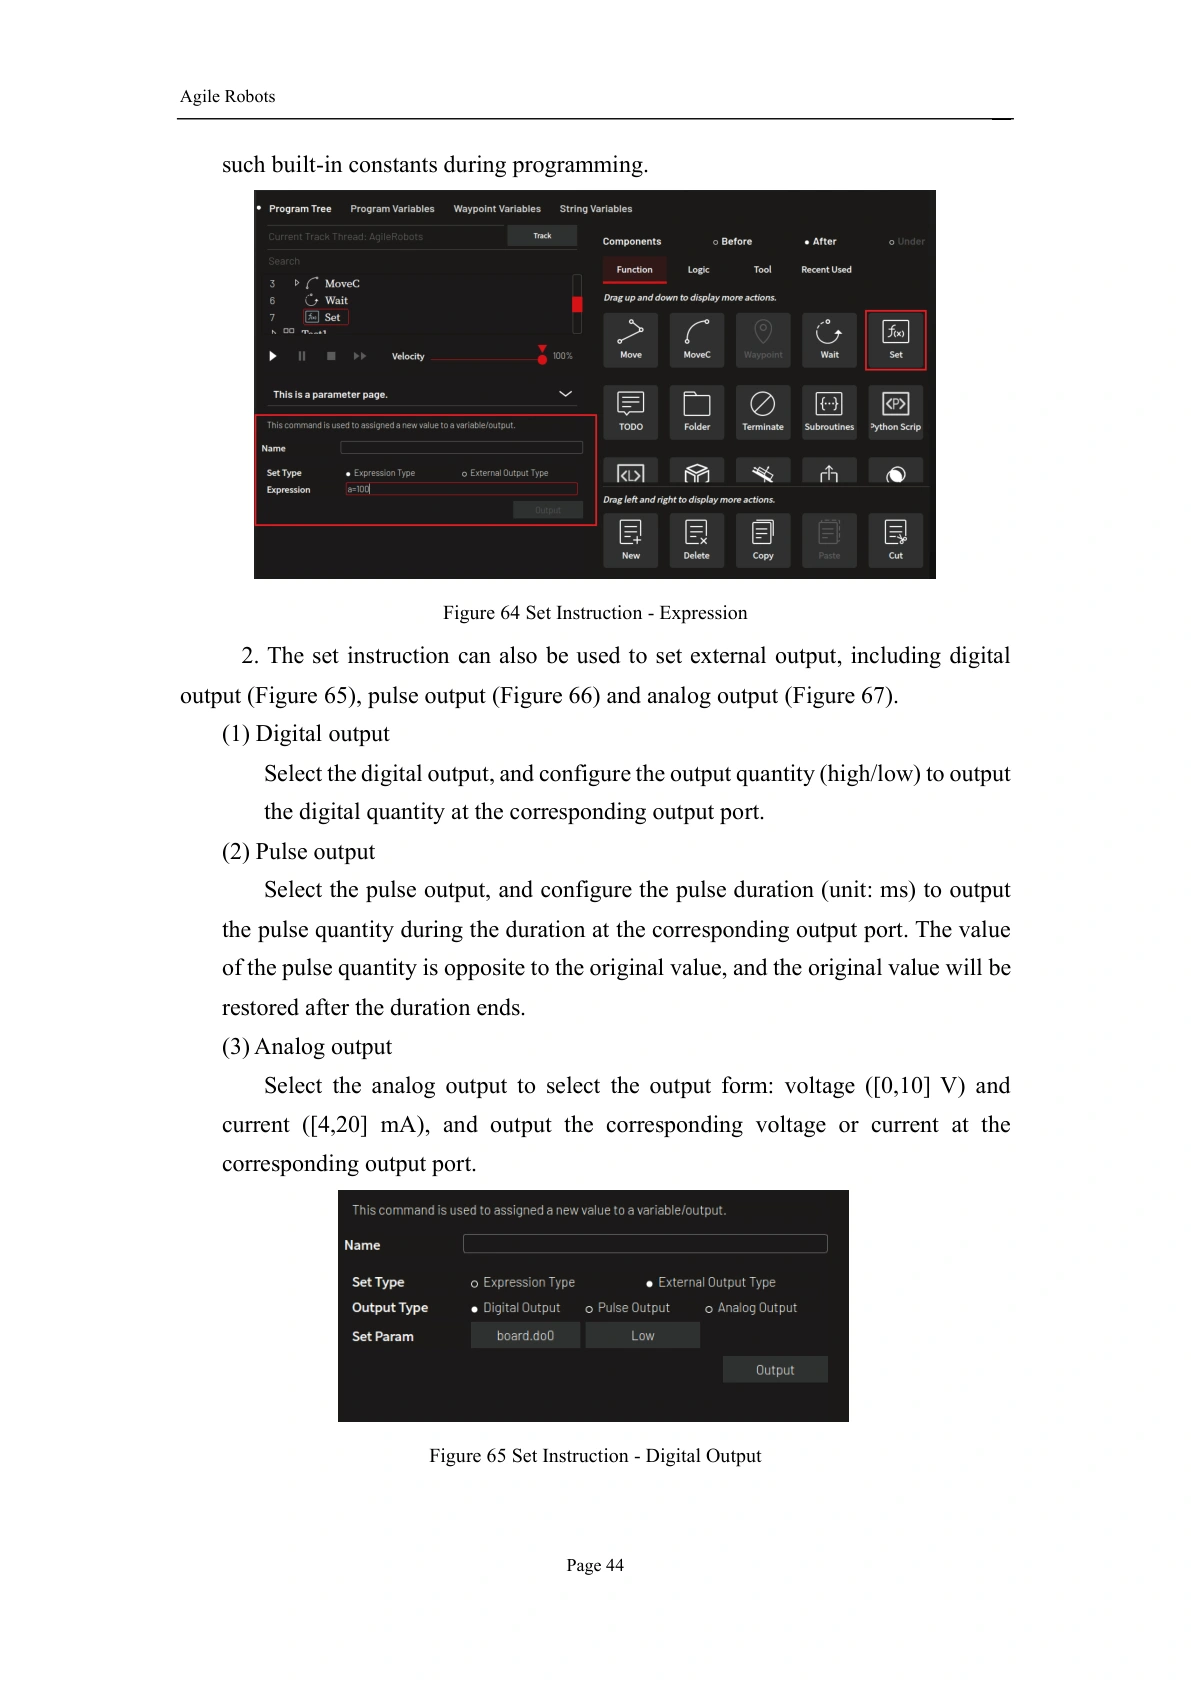 Agile Robots
such built-in constants during programming.
Program Tree Program Variables Waypoint Variables String Variables
Current Track Thread: AgileRobots Track
Components Before After Under
Search
Function Logic Tool Recent Used
3 MoveC
6 Wait
7 Set
Drag up and down to display more actions.
Move MoveC Waypoint Wait Set
Velocity 100%
This is a parameter page.
TODO Folder Terminate Subroutines Python Scrip
This command is used to assigned a new value to a variable/output.
Name
Set Type Expression Type External Output Type
Expression a=100
Output
Drag left and right to display more actions.
New Delete Copy Paste Cut
Figure 64 Set Instruction - Expression
2. The set instruction can also be used to set external output, including digital
output (Figure 65), pulse output (Figure 66) and analog output (Figure 67).
(1) Digital output
Select the digital output, and configure the output quantity (high/low) to output
the digital quantity at the corresponding output port.
(2) Pulse output
Select the pulse output, and configure the pulse duration (unit: ms) to output
the pulse quantity during the duration at the corresponding output port. The value
of the pulse quantity is opposite to the original value, and the original value will be
restored after the duration ends.
(3) Analog output
Select the analog output to select the output form: voltage ([0,10] V) and
current ([4,20] mA), and output the corresponding voltage or current at the
corresponding output port.
This command is used to assigned a new value to a variable/output.
Name
Set Type Expression Type External Output Type
Output Type Digital Output Pulse Output Analog Output
Set Param board.do0 Low
Output
Figure 65 Set Instruction - Digital Output
Page 44